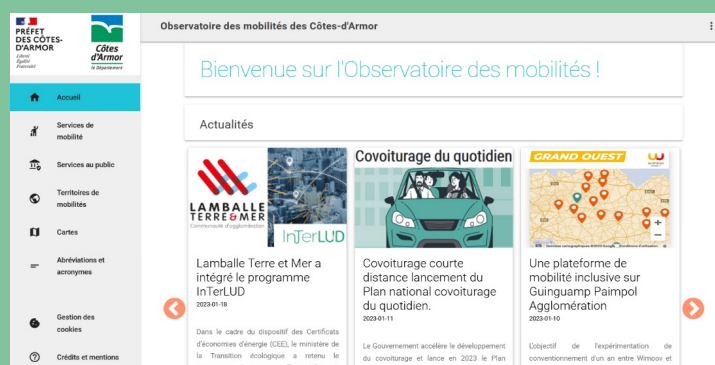 PRÉFET
DES CÔTES-
D'ARMOR
Liberté
Égalité
Fraternité
Côtes
d'Armor
le Département
Observatoire des mobilités des Côtes-d'Armor
Bienvenue sur l'Observatoire des mobilités !
Accueil
Services de
mobilité
Services au public
Territoires de
mobilités
Cartes
Abréviations et
acronymes
Gestion des
cookies
Crédits et mentions
Actualités
LAMBALLE
TERRE&MER
Communauté d'agglomération
InTerLUD
Lamballe Terre et Mer a
intégré le programme
InTerLUD
2023-01-18
Dans le cadre du dispositif des Certificats
d'économies d'énergie (CEE), le ministère de
la Transition écologique a retenu le
Covoiturage du quotidien
Covoiturage courte
distance lancement du
Plan national covoiturage
du quotidien.
2023-01-11
Le Gouvernement accélère le développement
du covoiturage et lance en 2023 le Plan
GRAND OUEST
Une plateforme de
mobilité inclusive sur
Guingamp Paimpol
Agglomération
2023-01-10
L'objectif de l'expérimentation de
conventionnement d'un an entre Wimoov et